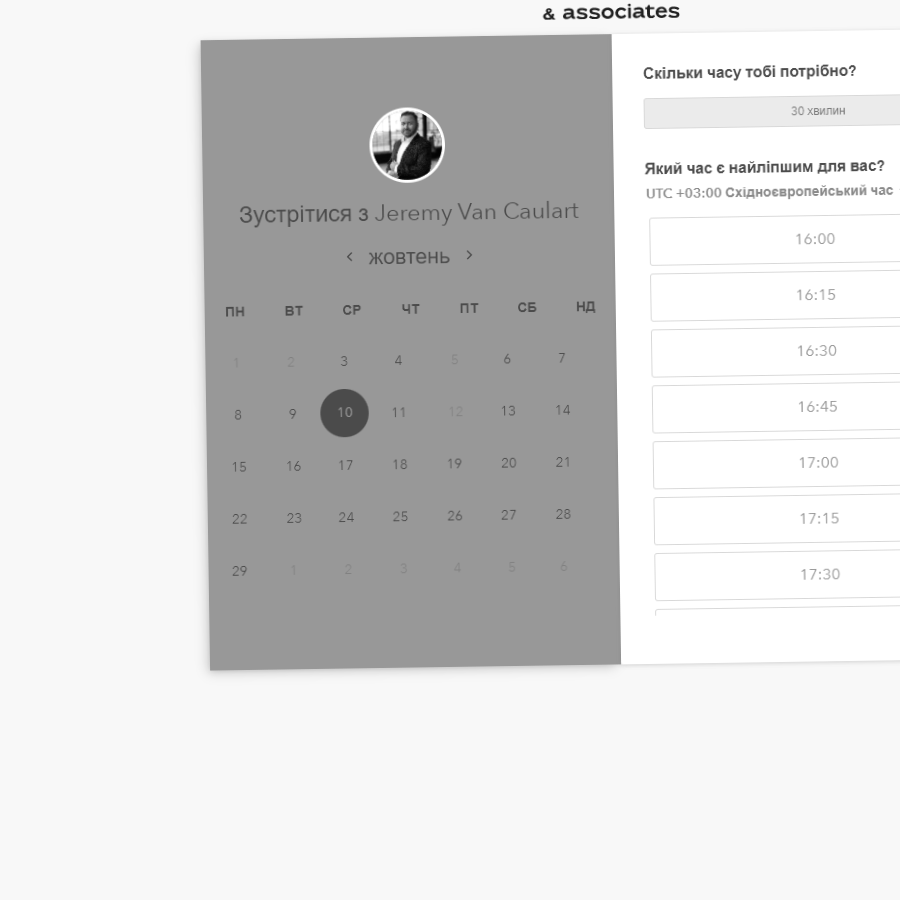 & associates
Зустрітися з Jeremy Van Caulart
жовтень
ПН ВТ СР ЧТ ПТ СБ НД
1 2 3 4 5 6 7
8 9 10 11 12 13 14
15 16 17 18 19 20 21
22 23 24 25 26 27 28
29 1 2 3 4 5 6
Скільки часу тобі потрібно?
30 хвилин
Який час є найліпшим для вас?
UTC +03:00 Східноєвропейський час
16:00
16:15
16:30
16:45
17:00
17:15
17:30